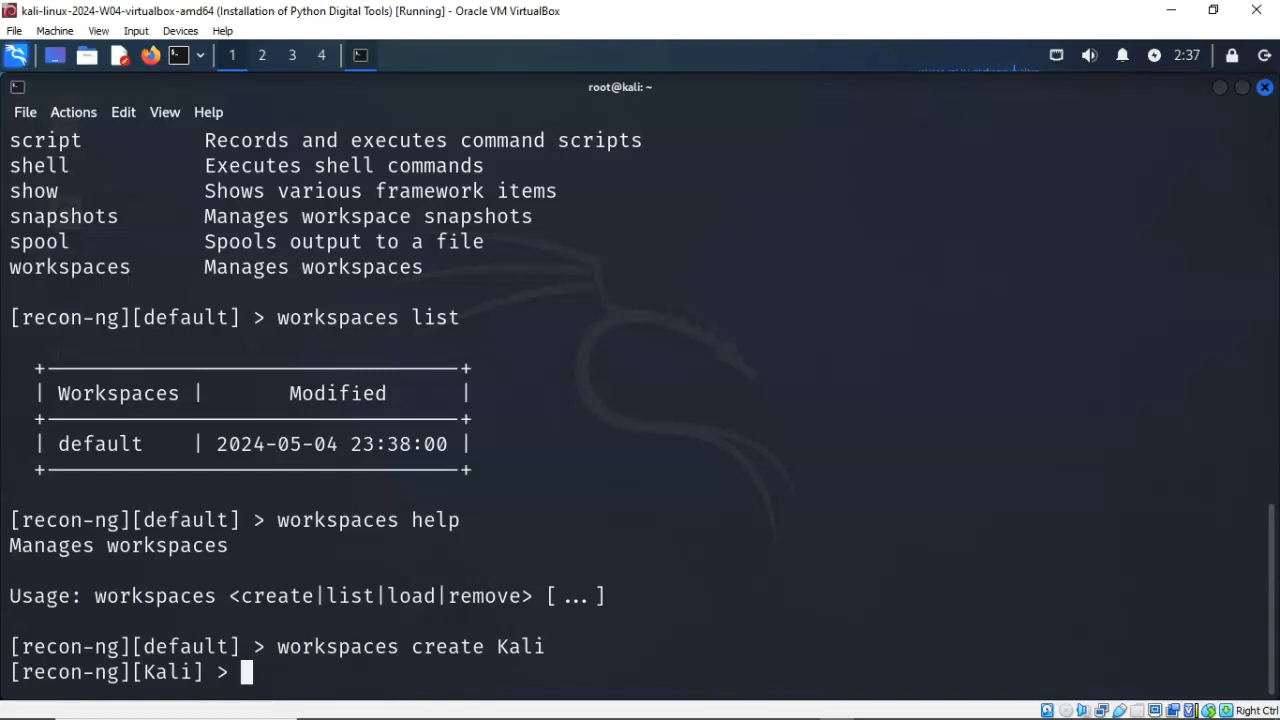 kali-linux-2024-W04-virtualbox-amd64 (Installation of Python Digital Tools) [Running] - Oracle VM VirtualBox
File Machine View Input Devices Help
1 2 3 4 2:37
root@kali: ~
File Actions Edit View Help
script Records and executes command scripts
shell Executes shell commands
show Shows various framework items
snapshots Manages workspace snapshots
spool Spools output to a file
workspaces Manages workspaces
[recon-ng][default] > workspaces list
+---------------------------------------+
| Workspaces | Modified |
+---------------------------------------+
| default | 2024-05-04 23:38:00 |
+---------------------------------------+
[recon-ng][default] > workspaces help
Manages workspaces
Usage: workspaces <create|list|load|remove> [...]
[recon-ng][default] > workspaces create Kali
[recon-ng][Kali] >
Right Ctrl